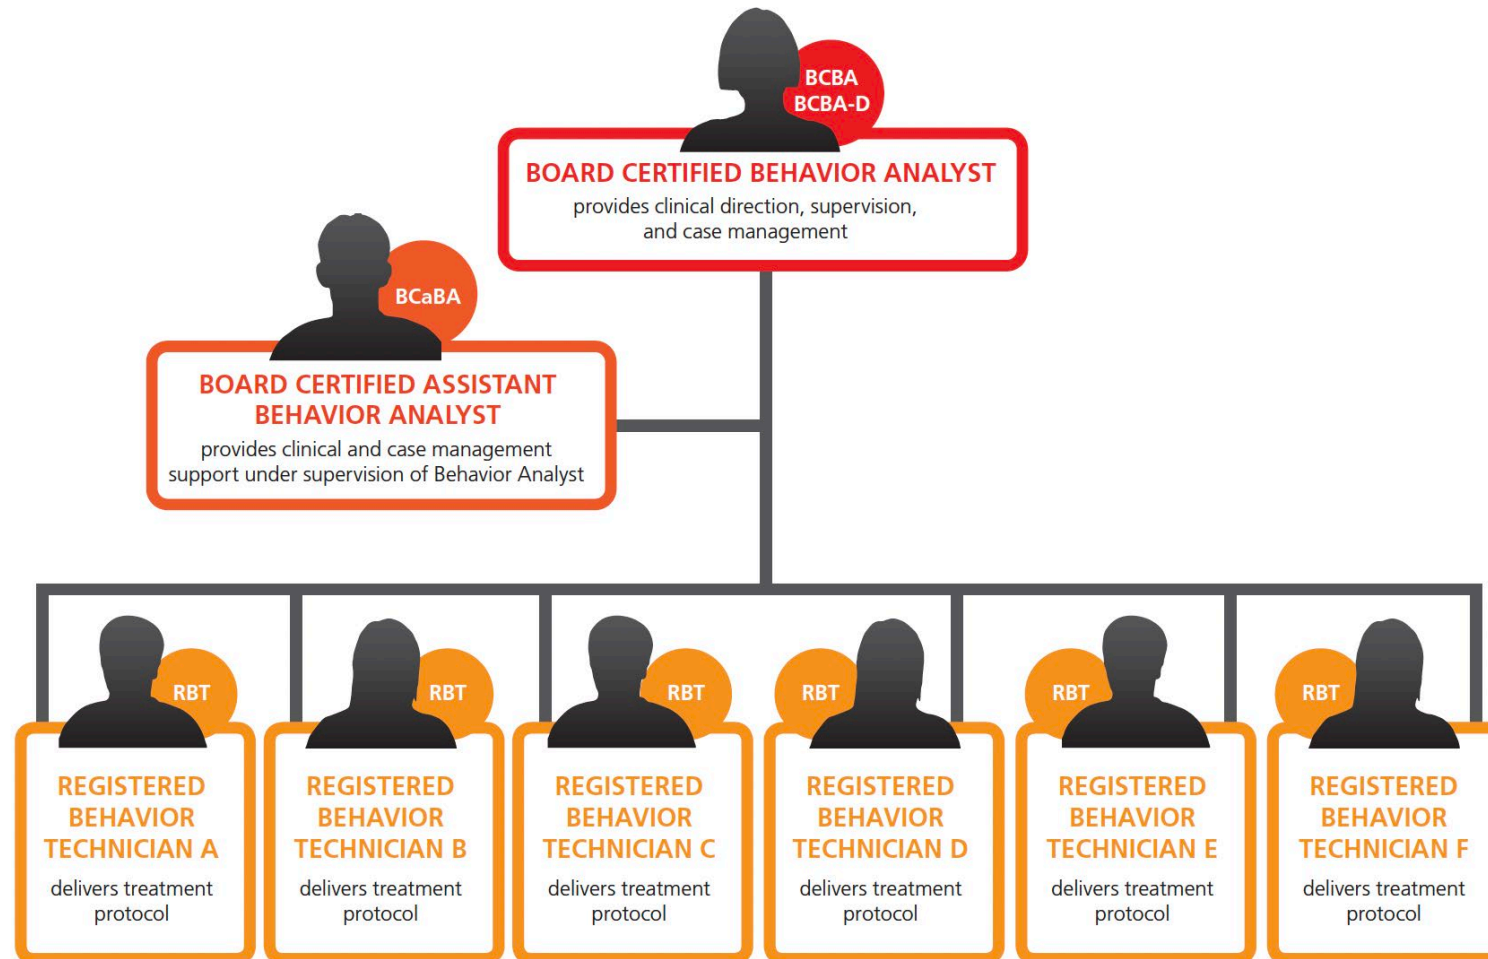 BCBA
BCBA-D
BOARD CERTIFIED BEHAVIOR ANALYST
provides clinical direction, supervision,
and case management
BCaBA
BOARD CERTIFIED ASSISTANT
BEHAVIOR ANALYST
provides clinical and case management
support under supervision of Behavior Analyst
RBT
REGISTERED
BEHAVIOR
TECHNICIAN A
delivers treatment
protocol
RBT
REGISTERED
BEHAVIOR
TECHNICIAN B
delivers treatment
protocol
RBT
REGISTERED
BEHAVIOR
TECHNICIAN C
delivers treatment
protocol
RBT
REGISTERED
BEHAVIOR
TECHNICIAN D
delivers treatment
protocol
RBT
REGISTERED
BEHAVIOR
TECHNICIAN E
delivers treatment
protocol
RBT
REGISTERED
BEHAVIOR
TECHNICIAN F
delivers treatment
protocol